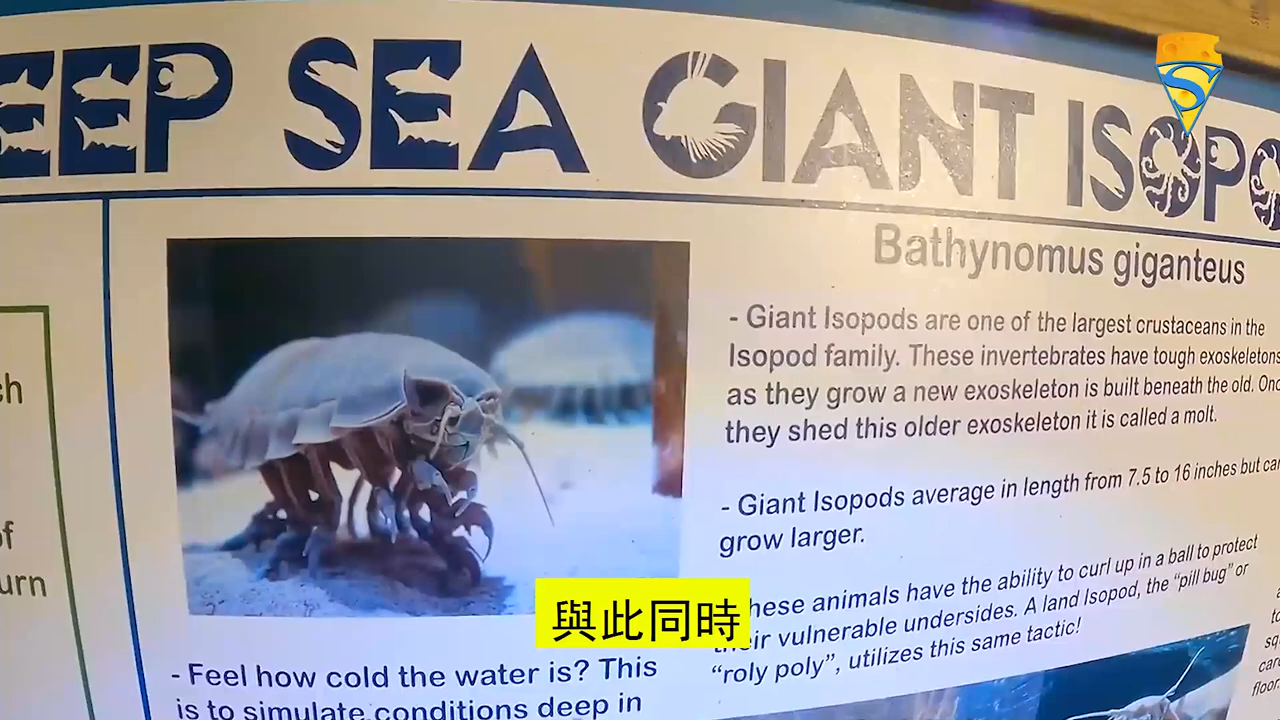 EEP SEA GIANT ISOPO
Bathynomus giganteus
- Giant Isopods are one of the largest crustaceans in the
Isopod family. These invertebrates have tough exoskeletons
as they grow a new exoskeleton is built beneath the old. Onc
they shed this older exoskeleton it is called a molt.
- Giant Isopods average in length from 7.5 to 16 inches but can
grow larger.
hese animals have the ability to curl up in a ball to protect
their vulnerable undersides. A land Isopod, the “pill bug” or
“roly poly”, utilizes this same tactic!
- Feel how cold the water is? This
is to simulate conditions deep in
ch
of
urn
與此同時
S
to
squ
car
floor